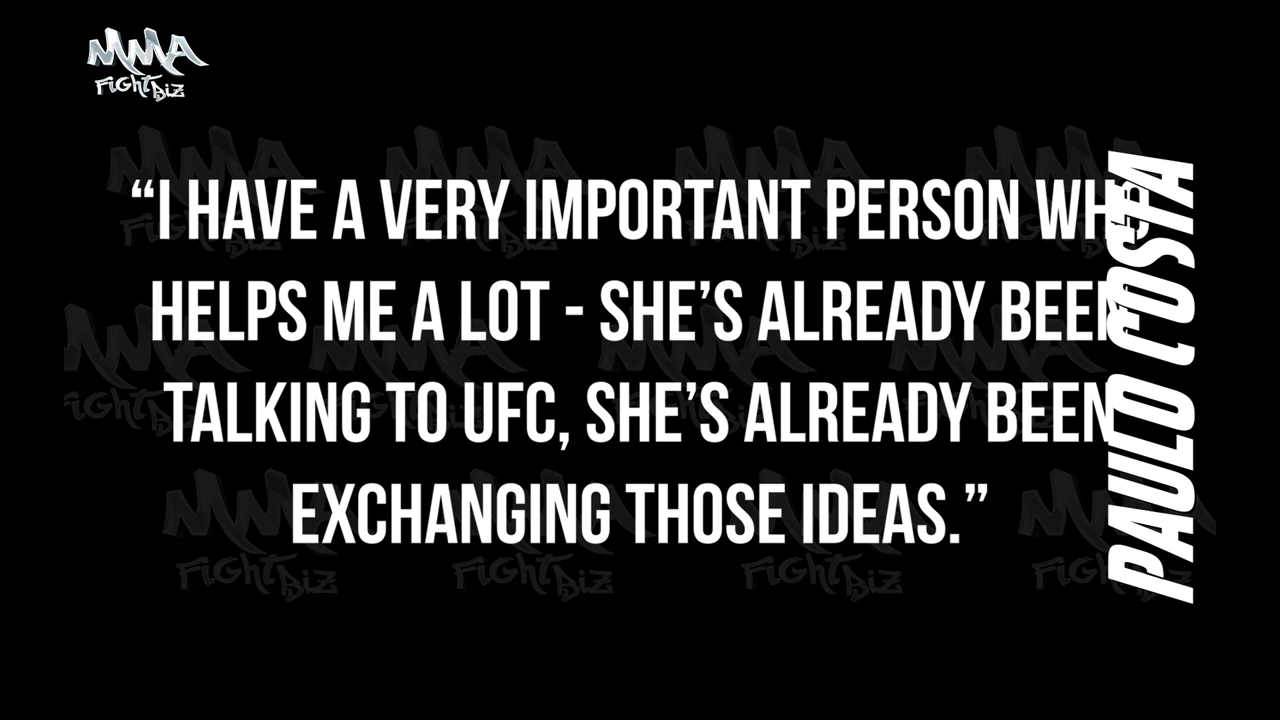 MMA
FIGHT BIZ
“I HAVE A VERY IMPORTANT PERSON WHO
HELPS ME A LOT - SHE’S ALREADY BEEN
TALKING TO UFC, SHE’S ALREADY BEEN
EXCHANGING THOSE IDEAS.”
PAULO COSTA